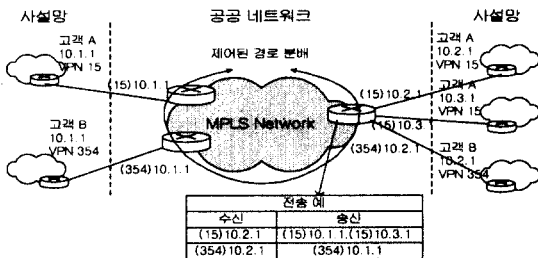 사설망
공공 네트워크
사설망
고객 A
10.1.1
VPN 15
제어된 경로 분배
고객 A
10.2.1
VPN 15
(15)10.1.1
(15)10.2.1
고객 A
10.3.1
VPN 15
MPLS Network
(15)10.3
고객 B
10.1.1
VPN 354
(354)10.1.1
(354)10.2.1
고객 B
10.2.1
VPN 354
전송 예
수신 송신
(15)10.2.1 (15)10.1.1,(15)10.3.1
(354)10.2.1 (354)10.1.1